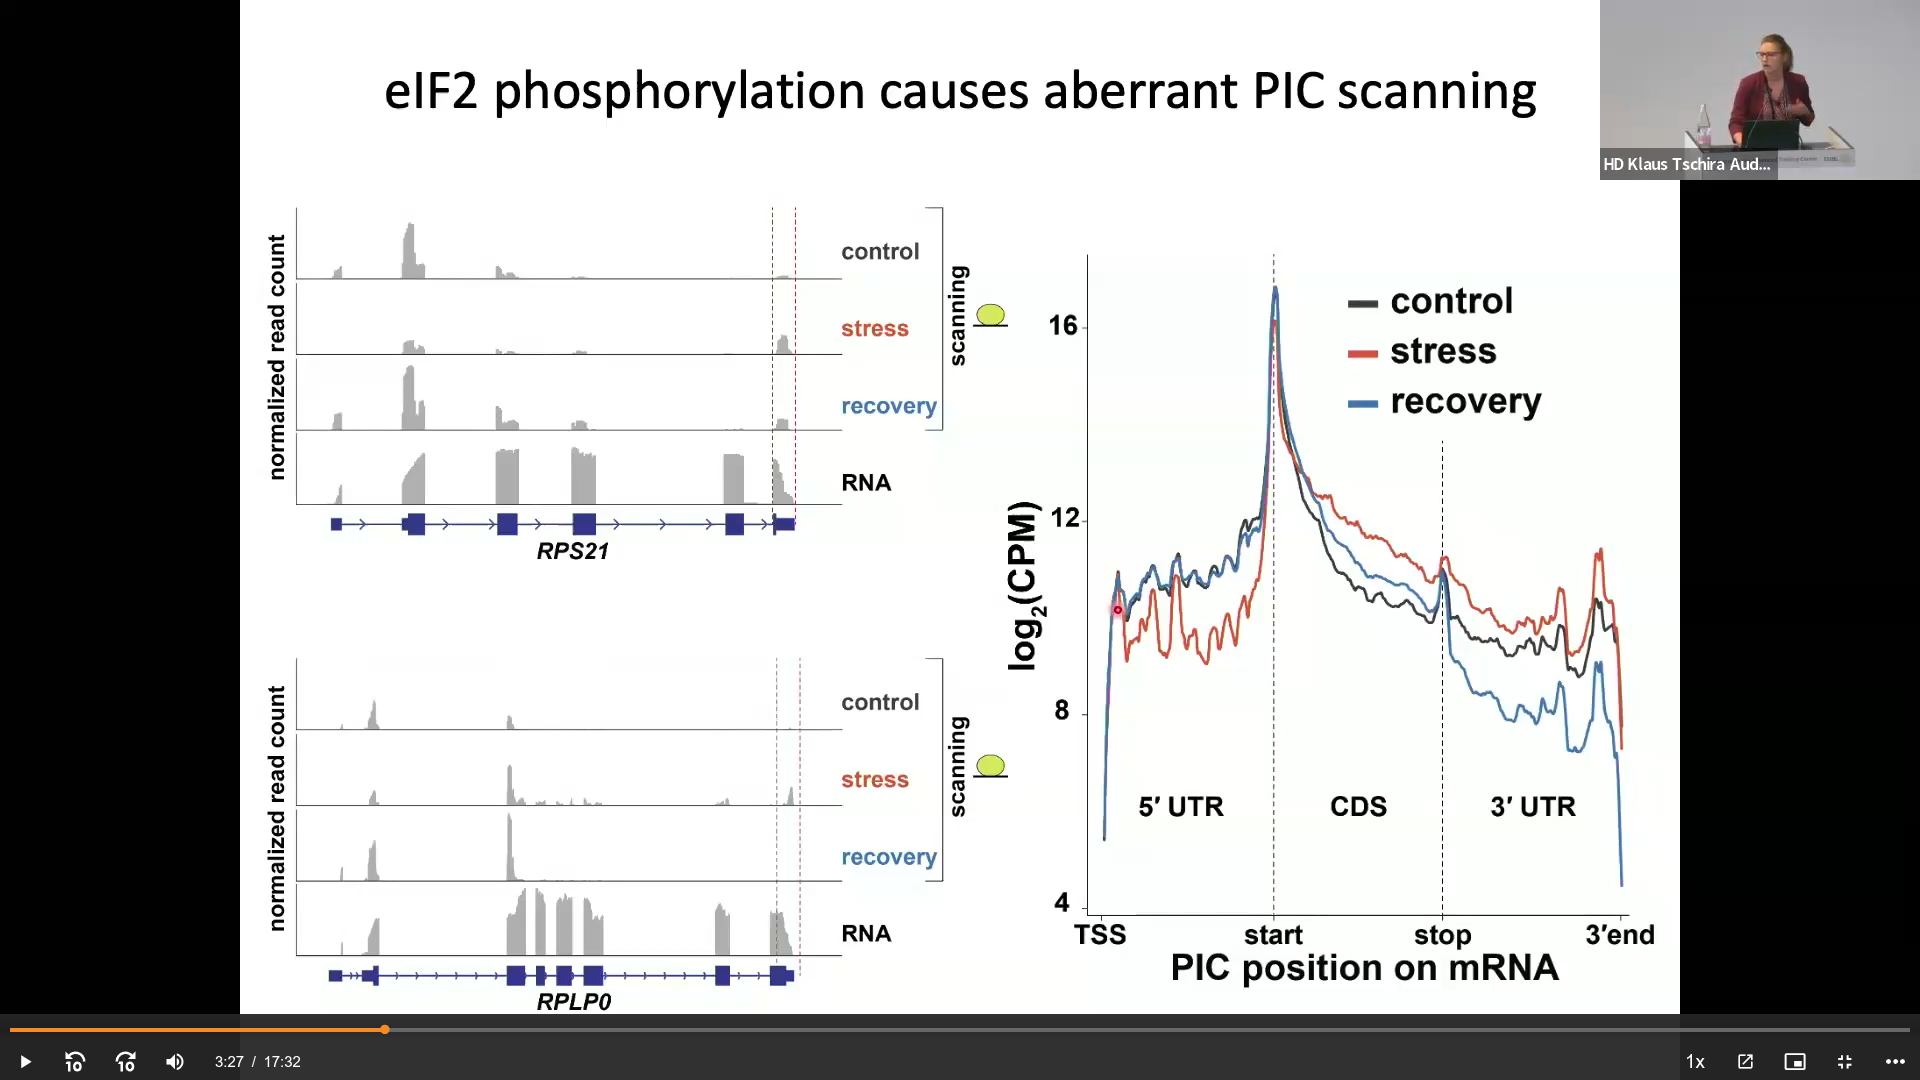 eIF2 phosphorylation causes aberrant PIC scanning
HD Klaus Tschira Aud...
normalized read count
control
stress
recovery
RNA
scanning
RPS21
normalized read count
control
stress
recovery
RNA
scanning
RPLP0
log2(CPM)
16
12
8
4
control
stress
recovery
5′ UTR
CDS
3′ UTR
TSS
start
stop
3′end
PIC position on mRNA
10
10
3:27 / 17:32
1x